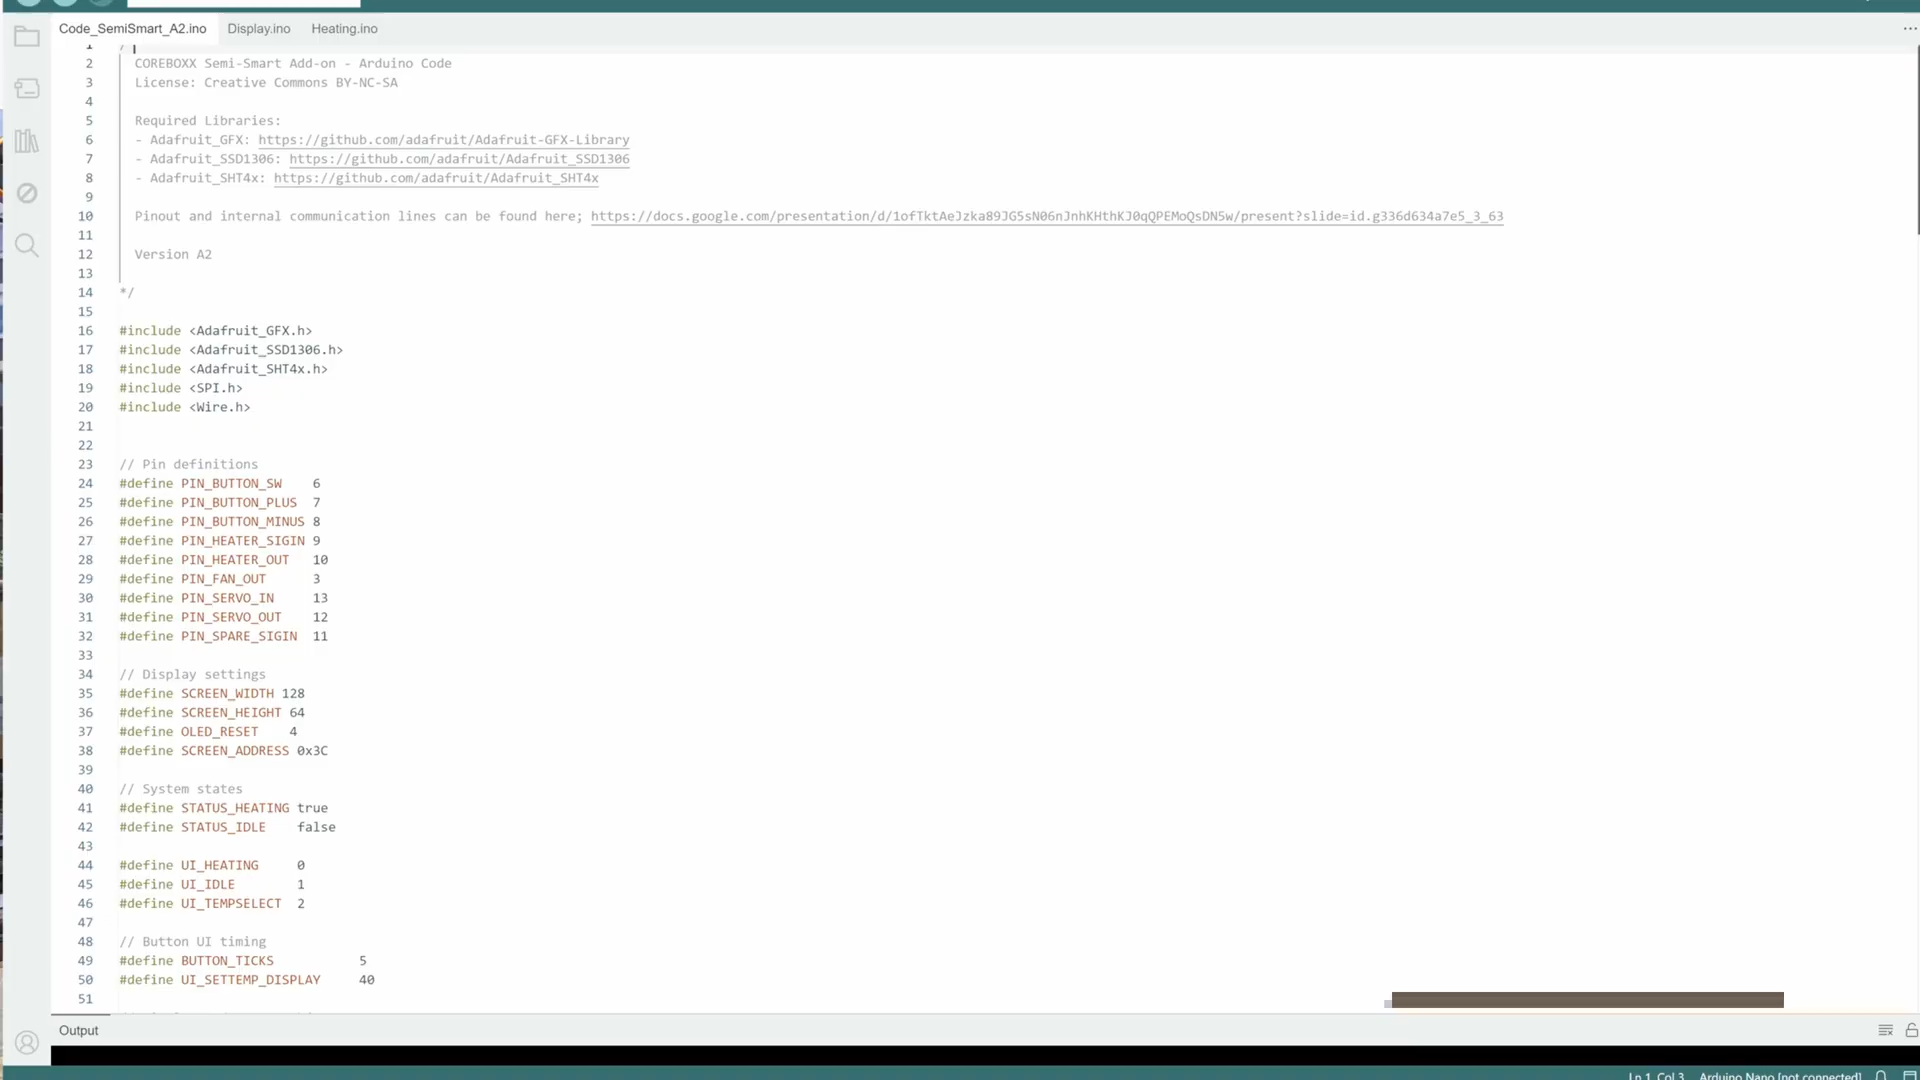 Code_SemiSmart_A2.ino Display.ino Heating.ino
1 /
2 COREBOXX Semi-Smart Add-on - Arduino Code
3 License: Creative Commons BY-NC-SA
4
5 Required Libraries:
6 - Adafruit_GFX: https://github.com/adafruit/Adafruit-GFX-Library
7 - Adafruit_SSD1306: https://github.com/adafruit/Adafruit_SSD1306
8 - Adafruit_SHT4x: https://github.com/adafruit/Adafruit_SHT4x
9
10 Pinout and internal communication lines can be found here; https://docs.google.com/presentation/d/1ofTktAeJzka89JG5sN06nJnhKHthKJ0qQPEMoQsDN5w/present?slide=id.g336d634a7e5_3_63
11
12 Version A2
13
14 */
15
16 #include <Adafruit_GFX.h>
17 #include <Adafruit_SSD1306.h>
18 #include <Adafruit_SHT4x.h>
19 #include <SPI.h>
20 #include <Wire.h>
21
22
23 // Pin definitions
24 #define PIN_BUTTON_SW 6
25 #define PIN_BUTTON_PLUS 7
26 #define PIN_BUTTON_MINUS 8
27 #define PIN_HEATER_SIGIN 9
28 #define PIN_HEATER_OUT 10
29 #define PIN_FAN_OUT 3
30 #define PIN_SERVO_IN 13
31 #define PIN_SERVO_OUT 12
32 #define PIN_SPARE_SIGIN 11
33
34 // Display settings
35 #define SCREEN_WIDTH 128
36 #define SCREEN_HEIGHT 64
37 #define OLED_RESET 4
38 #define SCREEN_ADDRESS 0x3C
39
40 // System states
41 #define STATUS_HEATING true
42 #define STATUS_IDLE false
43
44 #define UI_HEATING 0
45 #define UI_IDLE 1
46 #define UI_TEMPSELECT 2
47
48 // Button UI timing
49 #define BUTTON_TICKS 5
50 #define UI_SETTEMP_DISPLAY 40
51
Output
Ln 1, Col 3 Arduino Nano [not connected]